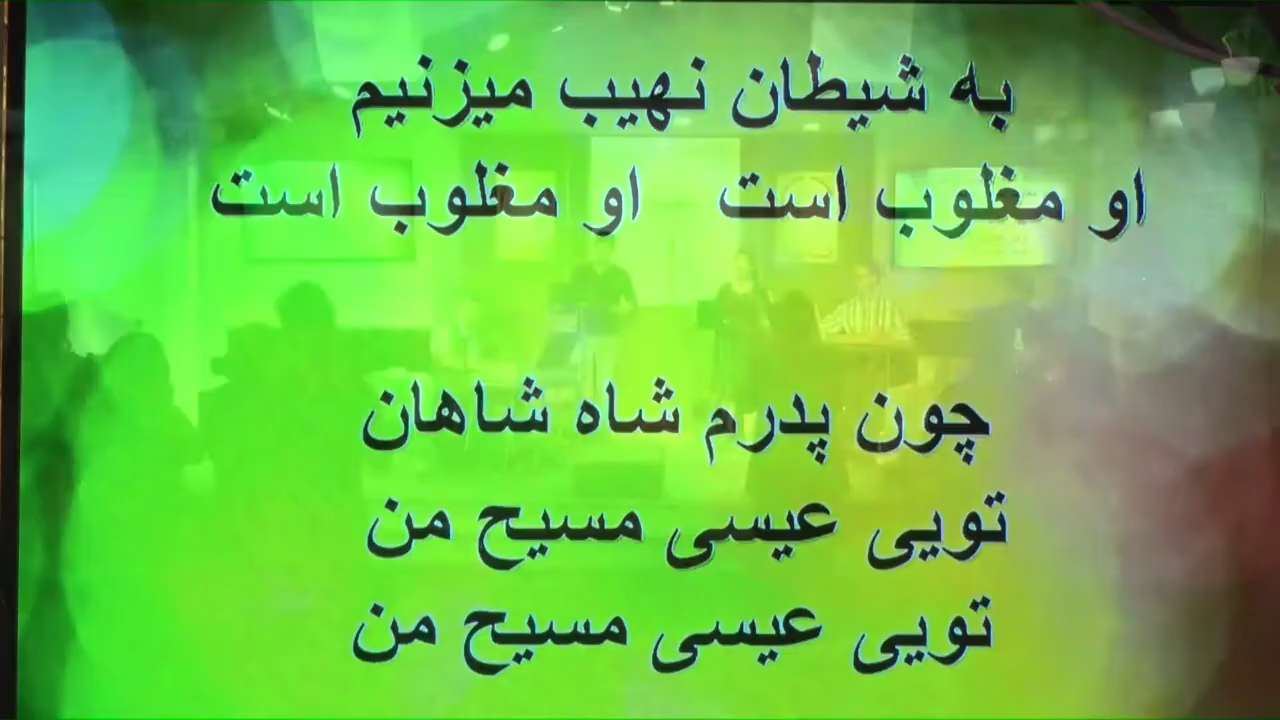 به شیطان نهیب میزنیم
او مغلوب است او مغلوب است
چون پدرم شاه شاهان
تویی عیسی مسیح من
تویی عیسی مسیح من